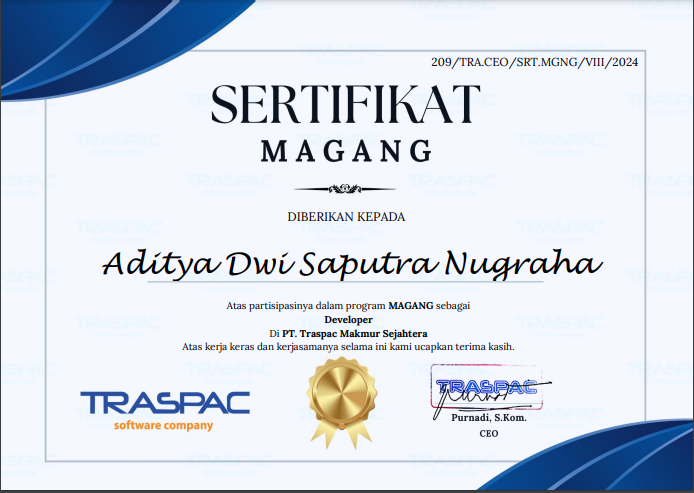 209/TRA.CEO/SRT.MGNG/VIII/2024
SERTIFIKAT
MAGANG
DIBERIKAN KEPADA
Aditya Dwi Saputra Nugraha
Atas partisipasinya dalam program MAGANG sebagai
Developer
Di PT. Traspac Makmur Sejahtera
Atas kerja keras dan kerjasamanya selama ini kami ucapkan terima kasih.
TRASPAC
software company
TRASPAC
Purnadi, S.Kom.
CEO